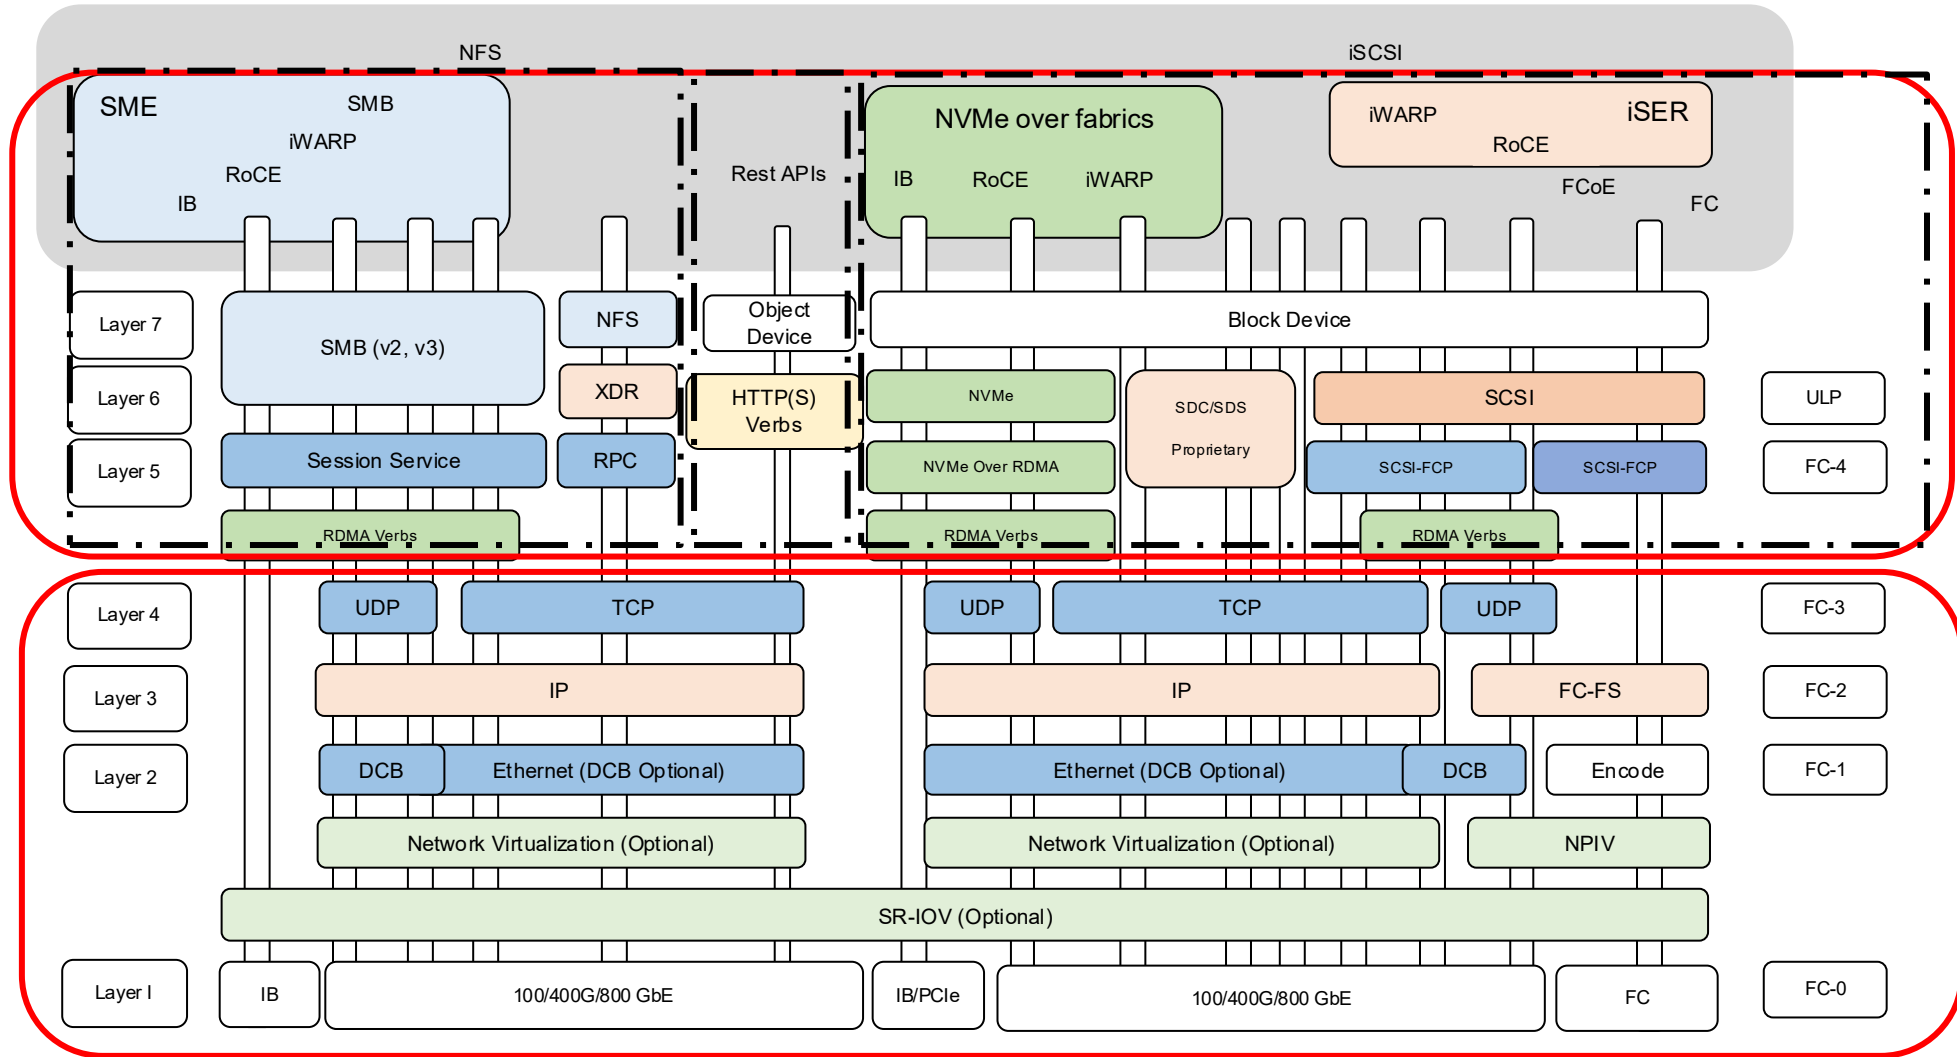 NFS
iSCSI
SME
SMB
iWARP
RoCE
IB
Rest APIs
NVMe over fabrics
IB
RoCE
iWARP
iWARP
iSER
RoCE
FCoE
FC
Layer 7
SMB (v2, v3)
NFS
Object
Device
Block Device
Layer 6
XDR
HTTP(S)
Verbs
NVMe
SDC/SDS
Proprietary
SCSI
ULP
Layer 5
Session Service
RPC
NVMe Over RDMA
SCSI-FCP
SCSI-FCP
FC-4
RDMA Verbs
RDMA Verbs
RDMA Verbs
Layer 4
UDP
TCP
UDP
TCP
UDP
FC-3
Layer 3
IP
IP
FC-FS
FC-2
Layer 2
DCB
Ethernet (DCB Optional)
Ethernet (DCB Optional)
DCB
Encode
FC-1
Network Virtualization (Optional)
Network Virtualization (Optional)
NPIV
SR-IOV (Optional)
Layer I
IB
100/400G/800 GbE
IB/PCIe
100/400G/800 GbE
FC
FC-0